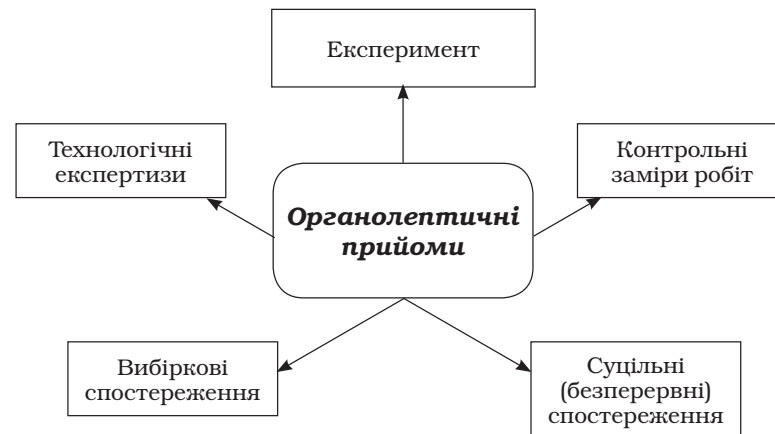 Експеримент
Технологічні
експертизи
Контрольні
заміри робіт
Органолептичні
прийоми
Вибіркові
спостереження
Суцільні
(безперервні)
спостереження